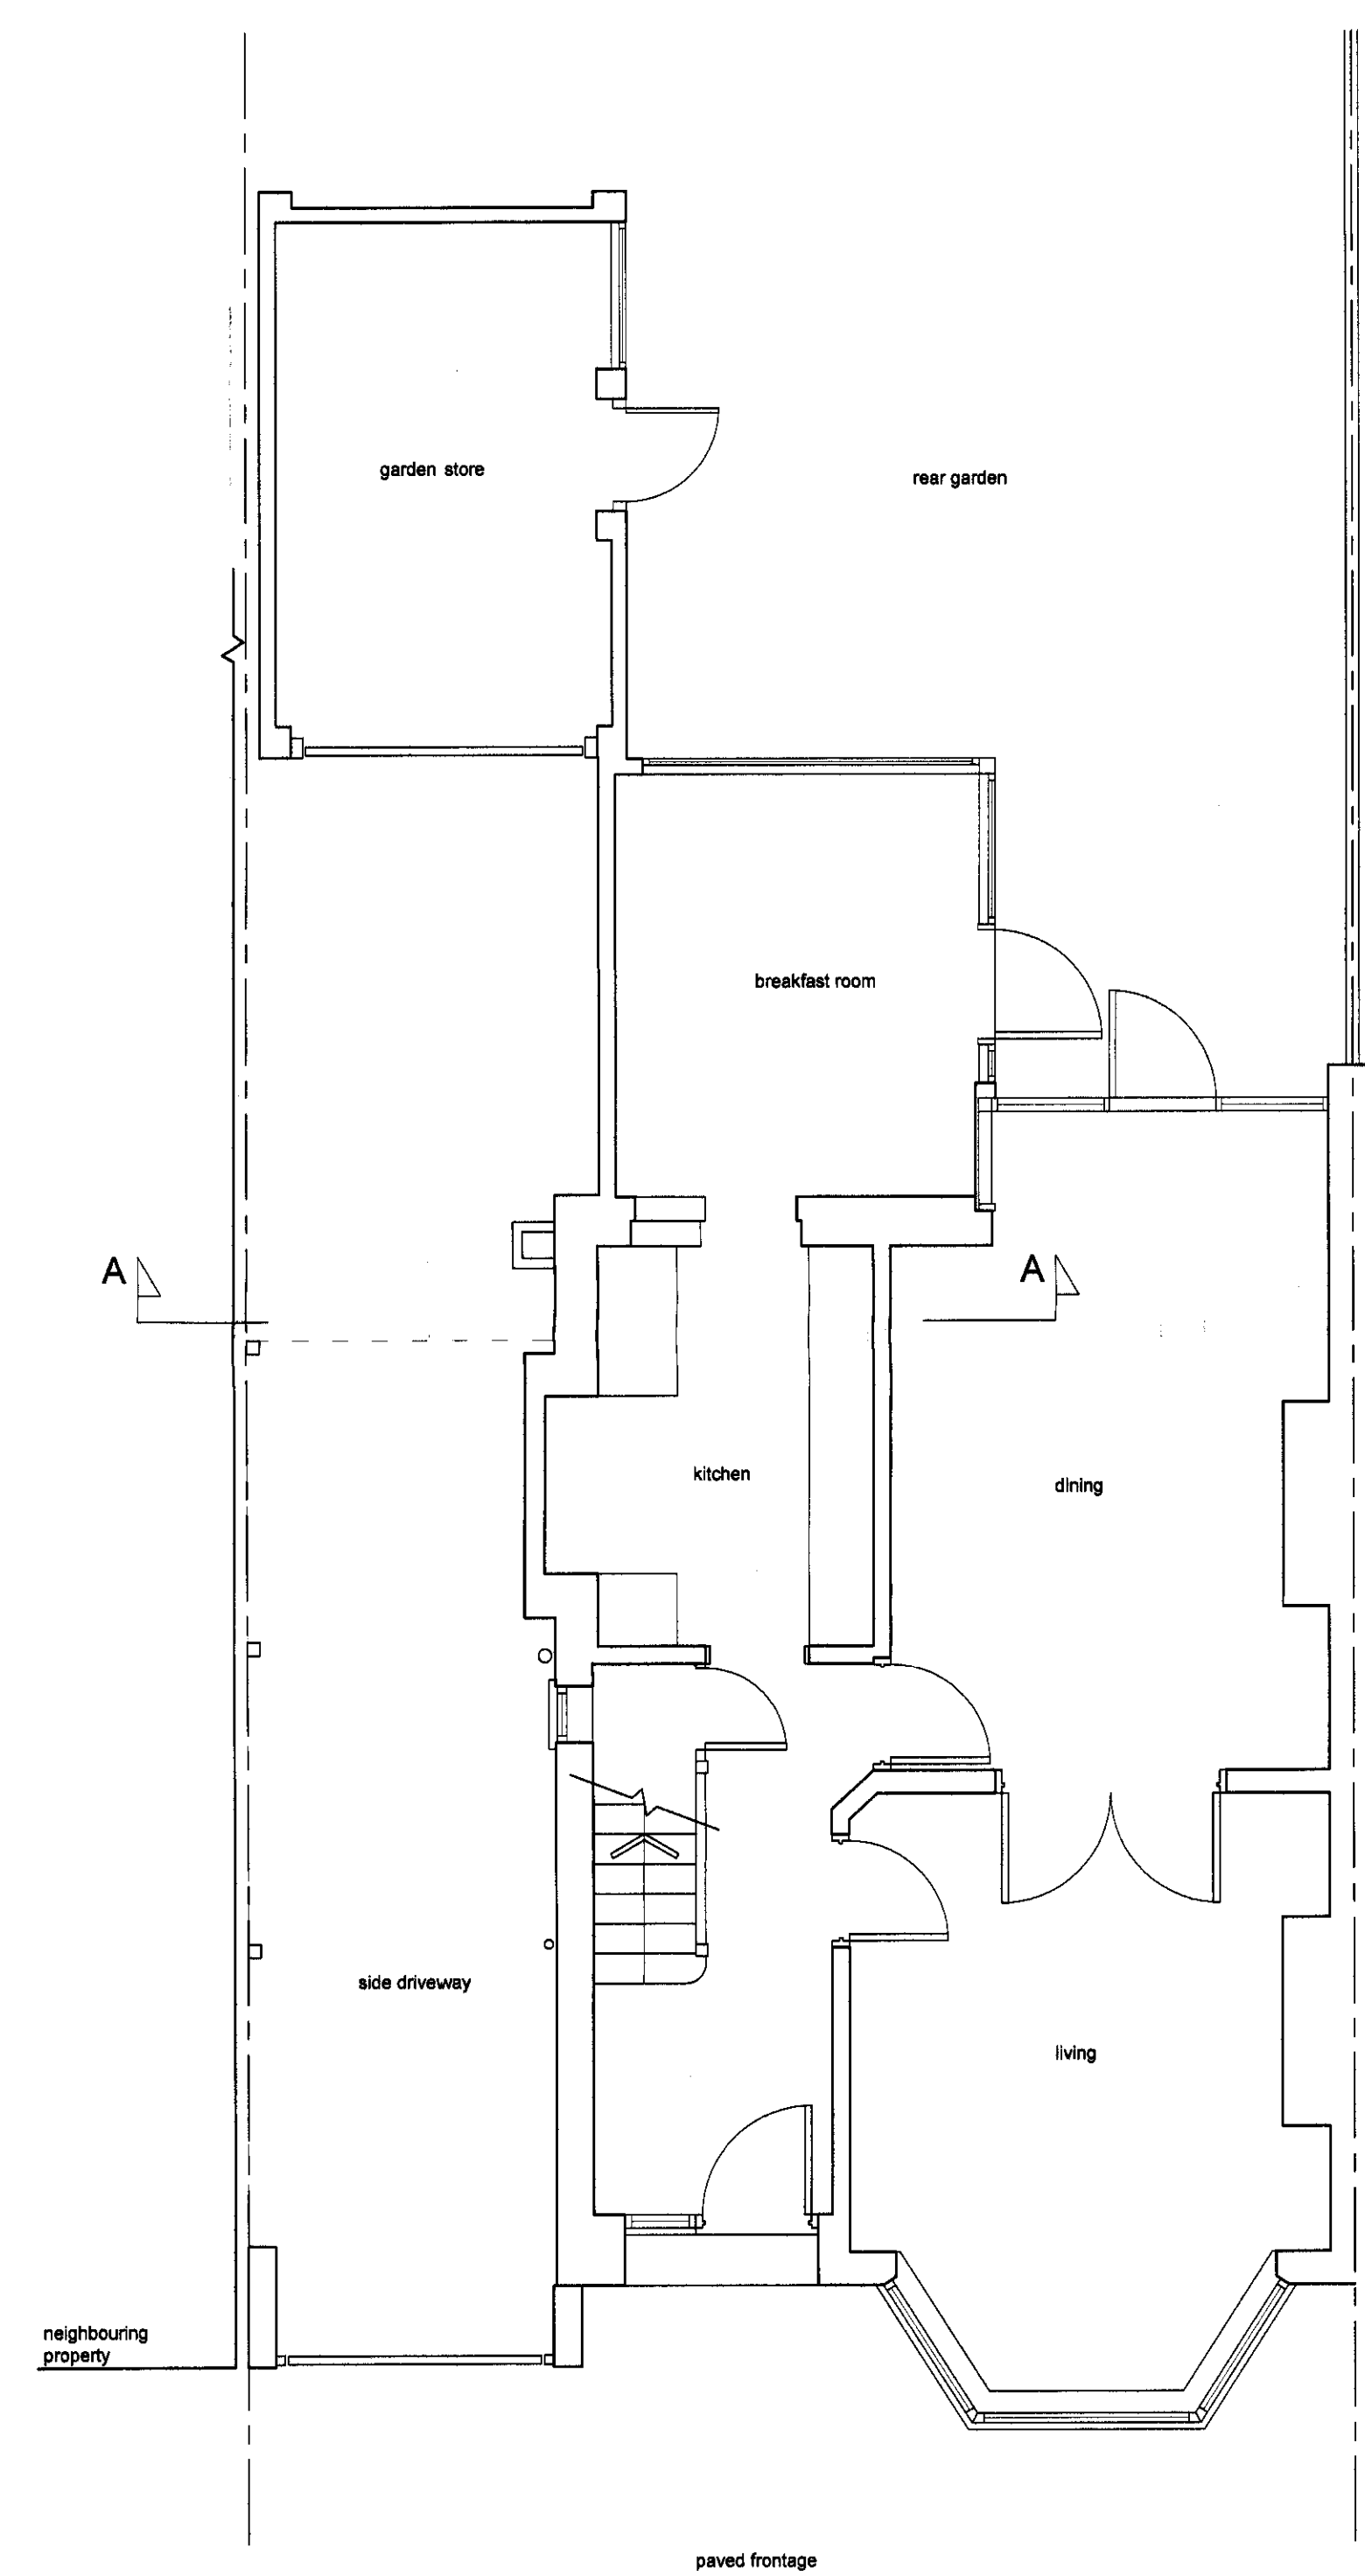 garden store
rear garden
breakfast room
A
A
kitchen
dining
side driveway
living
neighbouring
property
paved frontage